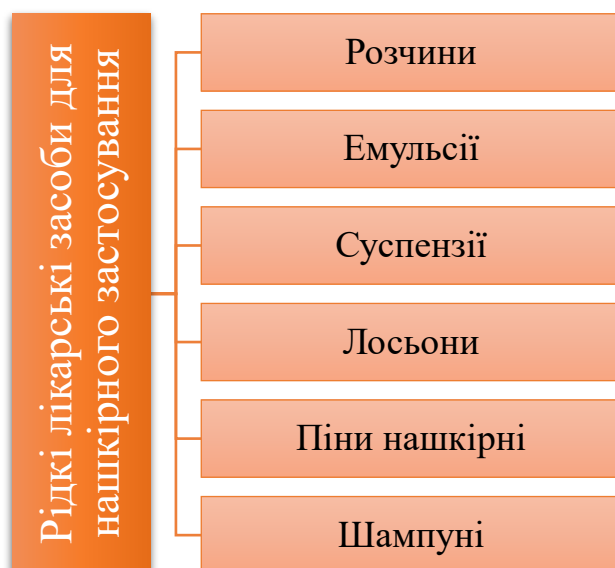 Рідкі лікарські засоби для
нашкірного застосування
Розчини
Емульсії
Суспензії
Лосьони
Піни нашкірні
Шампуні